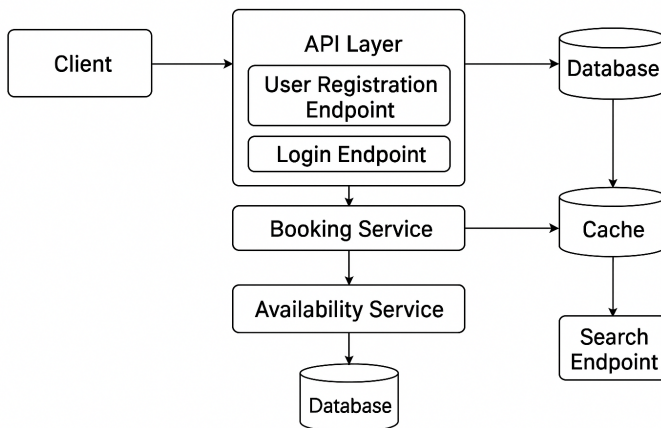 Client
API Layer
User Registration
Endpoint
Login Endpoint
Database
Booking Service
Cache
Availability Service
Search
Endpoint
Database